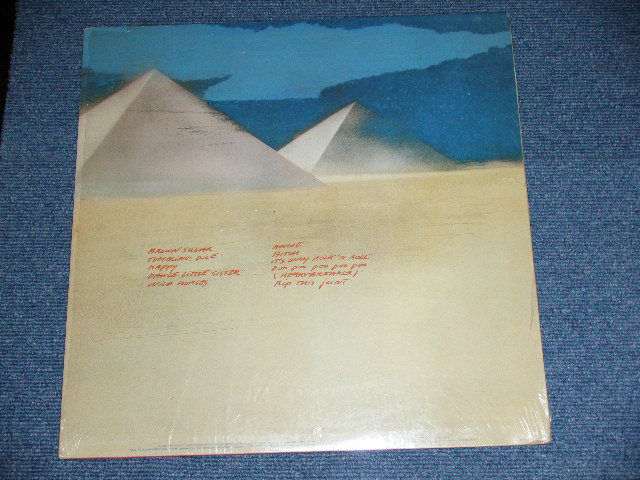 BROWN SUGAR
TUMBLING DICE
HAPPY
DANCE LITTLE SISTER
WILD HORSES
ANGIE
BITCH
IT'S ONLY ROCK 'N ROLL
Doo doo doo doo doo
(HEARTBREAKER)
RIP THIS JOINT